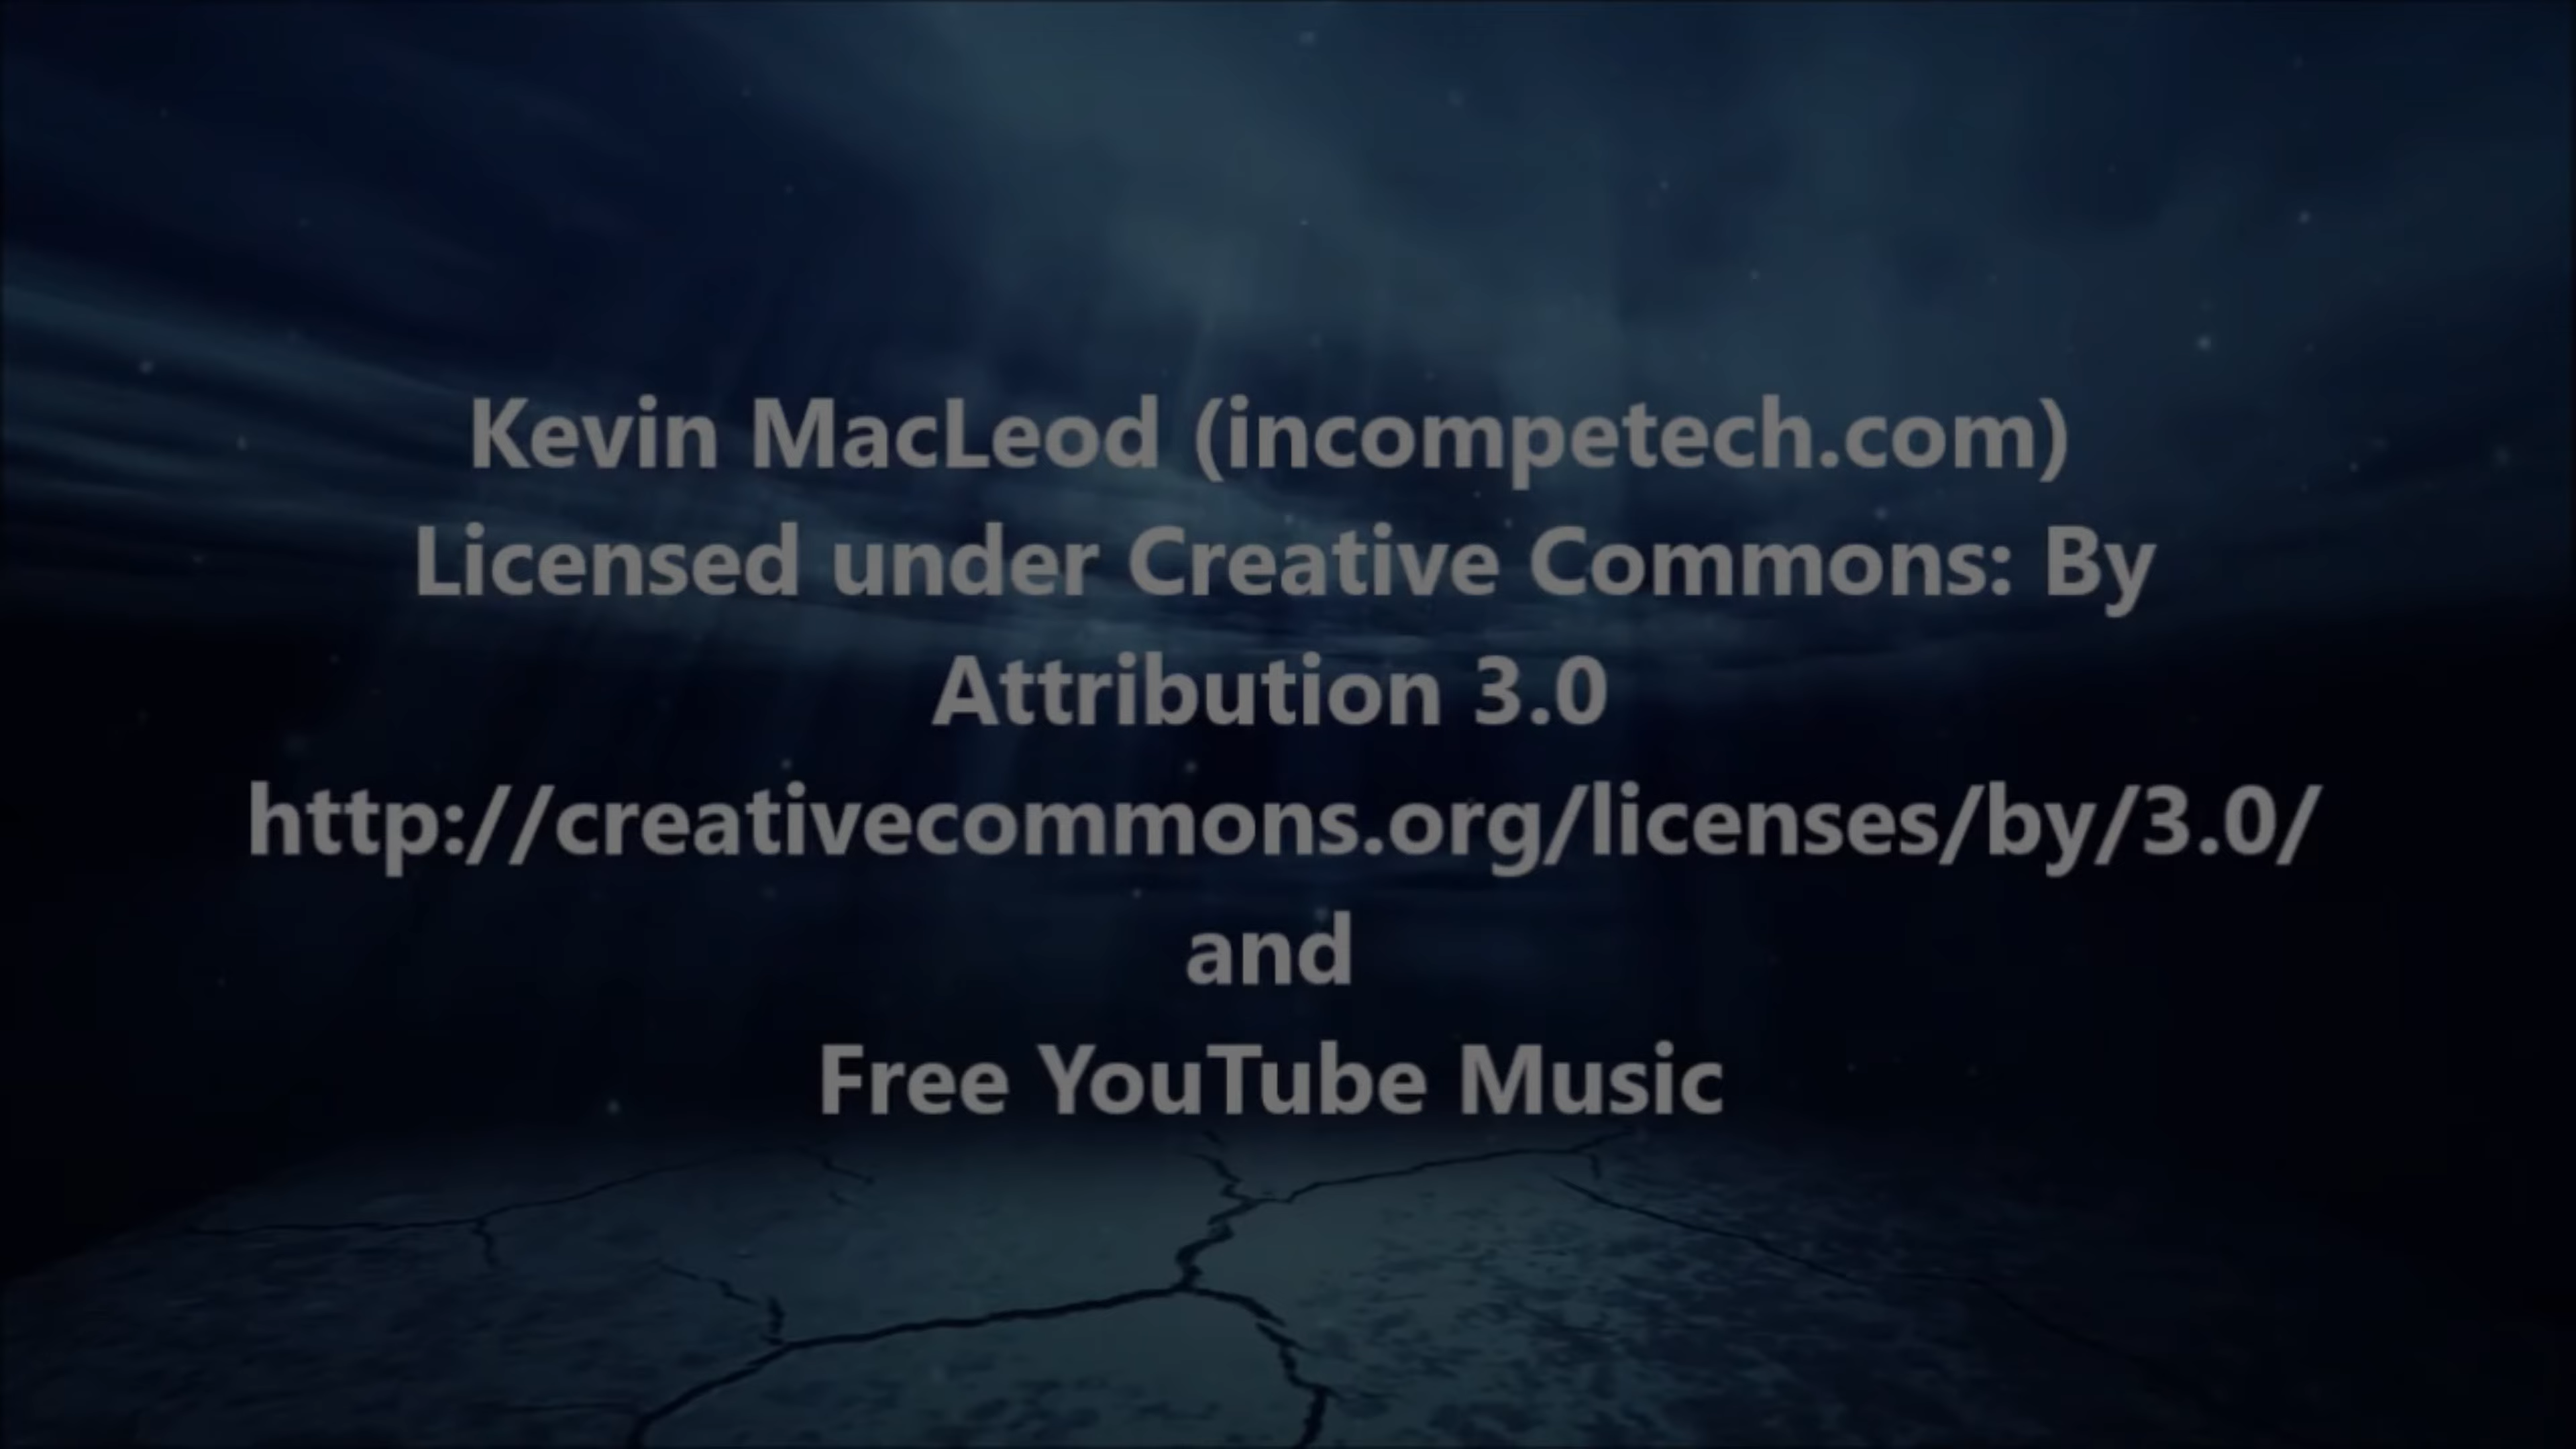 Kevin MacLeod (incompetech.com)
Licensed under Creative Commons: By
Attribution 3.0
http://creativecommons.org/licenses/by/3.0/
and
Free YouTube Music